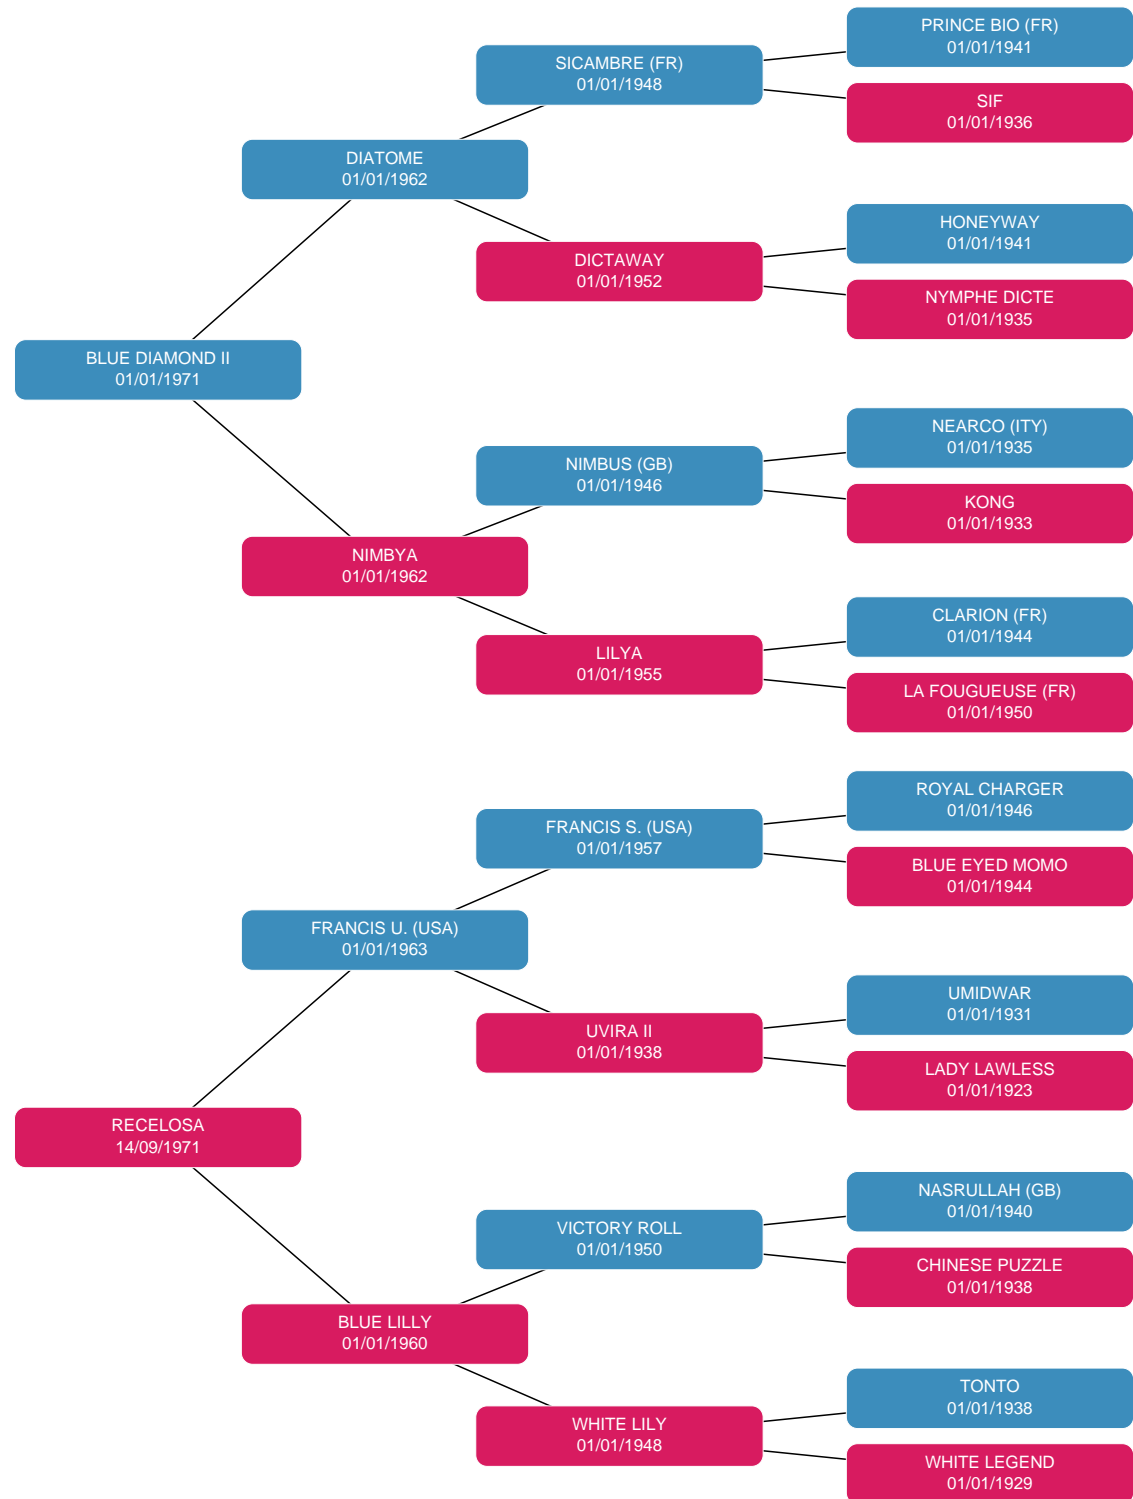 PRINCE BIO (FR)
01/01/1941
SICAMBRE (FR)
01/01/1948
SIF
01/01/1936
DIATOME
01/01/1962
HONEYWAY
01/01/1941
DICTAWAY
01/01/1952
NYMPHE DICTE
01/01/1935
BLUE DIAMOND II
01/01/1971
NEARCO (ITY)
01/01/1935
NIMBUS (GB)
01/01/1946
KONG
01/01/1933
NIMBYA
01/01/1962
CLARION (FR)
01/01/1944
LILYA
01/01/1955
LA FOUGUEUSE (FR)
01/01/1950
ROYAL CHARGER
01/01/1946
FRANCIS S. (USA)
01/01/1957
BLUE EYED MOMO
01/01/1944
FRANCIS U. (USA)
01/01/1963
UMIDWAR
01/01/1931
UVIRA II
01/01/1938
LADY LAWLESS
01/01/1923
RECELOSA
14/09/1971
NASRULLAH (GB)
01/01/1940
VICTORY ROLL
01/01/1950
CHINESE PUZZLE
01/01/1938
BLUE LILLY
01/01/1960
TONTO
01/01/1938
WHITE LILY
01/01/1948
WHITE LEGEND
01/01/1929